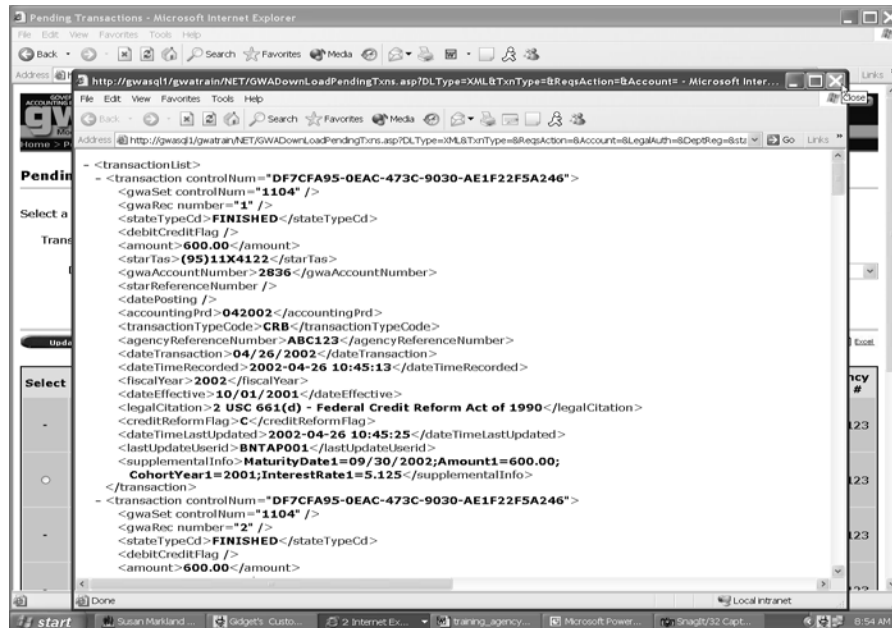 Pending Transactions - Microsoft Internet Explorer
File Edit View Favorites Tools Help
Back Search Favorites Media
Address Links
http://gwasql1/gwatrain/NET/GWADownLoadPendingTxns.asp?DLType=XML&TxnType=&ReqsAction=&Account= - Microsoft Inter...
Close
File Edit View Favorites Tools Help
Back Search Favorites Media
Address http://gwasql1/gwatrain/NET/GWADownLoadPendingTxns.asp?DLType=XML&TxnType=&ReqsAction=&Account=&LegalAuth=&DeptReg=&sta Go Links
Home > P
Pendin
Select a
Trans
Upda
Excel
Select
ncy
#
123
123
123
- <transactionList>
- <transaction controlNum="DF7CFA95-0EAC-473C-9030-AE1F22F5A246">
<gwaSet controlNum="1104" />
<gwaRec number="1" />
<stateTypeCd>FINISHED</stateTypeCd>
<debitCreditFlag />
<amount>600.00</amount>
<starTas>(95)11X4122</starTas>
<gwaAccountNumber>2836</gwaAccountNumber>
<starReferenceNumber />
<datePosting />
<accountingPrd>042002</accountingPrd>
<transactionTypeCode>CRB</transactionTypeCode>
<agencyReferenceNumber>ABC123</agencyReferenceNumber>
<dateTransaction>04/26/2002</dateTransaction>
<dateTimeRecorded>2002-04-26 10:45:13</dateTimeRecorded>
<fiscalYear>2002</fiscalYear>
<dateEffective>10/01/2001</dateEffective>
<legalCitation>2 USC 661(d) - Federal Credit Reform Act of 1990</legalCitation>
<creditReformFlag>C</creditReformFlag>
<dateTimeLastUpdated>2002-04-26 10:45:25</dateTimeLastUpdated>
<lastUpdateUserid>BNTAP001</lastUpdateUserid>
<supplementalInfo>MaturityDate1=09/30/2002;Amount1=600.00;
CohortYear1=2001;InterestRate1=5.125</supplementalInfo>
</transaction>
- <transaction controlNum="DF7CFA95-0EAC-473C-9030-AE1F22F5A246">
<gwaSet controlNum="1104" />
<gwaRec number="2" />
<stateTypeCd>FINISHED</stateTypeCd>
<debitCreditFlag />
<amount>600.00</amount>
Done Local intranet
start Susan Markland ... Gidget's Custo... 2 Internet Ex... training_agency... Microsoft Power... SnagIt/32 Capt... 8:54 AM